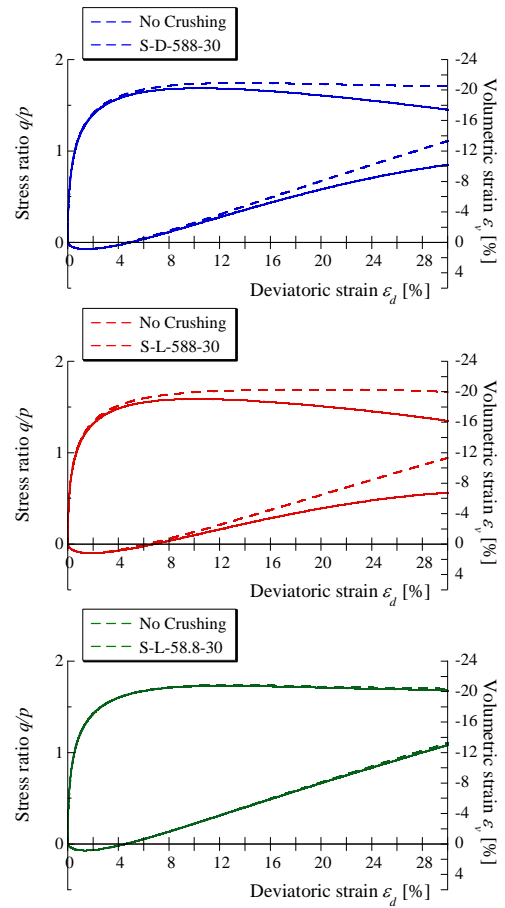 No Crushing
S-D-588-30
2
1
0
Stress ratio q/p
-24
-20
-16
-12
-8
-4
0
4
Volumetric strain εv [%]
0 4 8 12 16 20 24 28
Deviatoric strain εd [%]
No Crushing
S-L-588-30
2
1
0
Stress ratio q/p
-24
-20
-16
-12
-8
-4
0
4
Volumetric strain εv [%]
0 4 8 12 16 20 24 28
Deviatoric strain εd [%]
No Crushing
S-L-58.8-30
2
1
0
Stress ratio q/p
-24
-20
-16
-12
-8
-4
0
4
Volumetric strain εv [%]
0 4 8 12 16 20 24 28
Deviatoric strain εd [%]